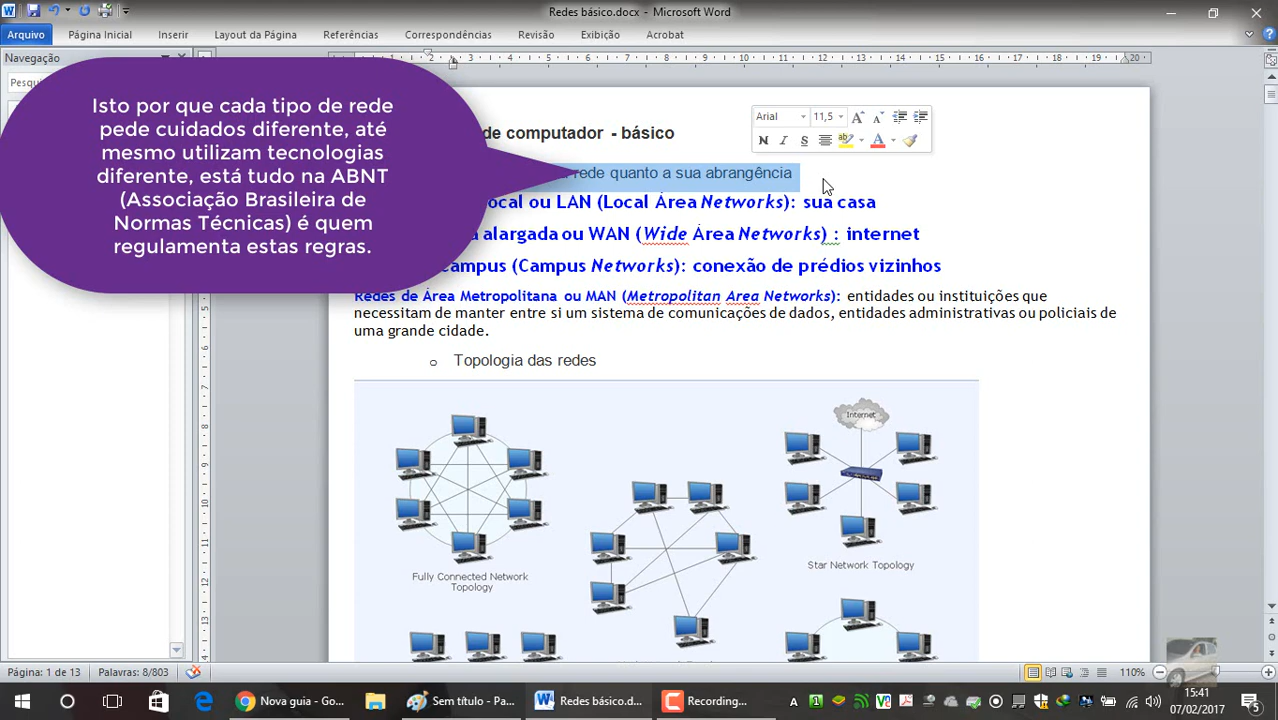 Redes básico.docx - Microsoft Word
Arquivo Página Inicial Inserir Layout da Página Referências Correspondências Revisão Exibição Acrobat
Navegação
Pesqui
Isto por que cada tipo de rede
pede cuidados diferente, até
mesmo utilizam tecnologias
diferente, está tudo na ABNT
(Associação Brasileira de
Normas Técnicas) é quem
regulamenta estas regras.
de computador - básico
Arial 11,5
rede quanto a sua abrangência
ocal ou LAN (Local Área Networks): sua casa
a alargada ou WAN (Wide Área Networks) : internet
campus (Campus Networks): conexão de prédios vizinhos
Redes de Área Metropolitana ou MAN (Metropolitan Area Networks): entidades ou instituições que
necessitam de manter entre si um sistema de comunicações de dados, entidades administrativas ou policiais de
uma grande cidade.
o Topologia das redes
Internet
Fully Connected Network
Topology
Star Network Topology
Página: 1 de 13 Palavras: 8/803 110%
Nova guia - Go... Sem título - Pa... Redes básico.d... Recording...
15:41
07/02/2017